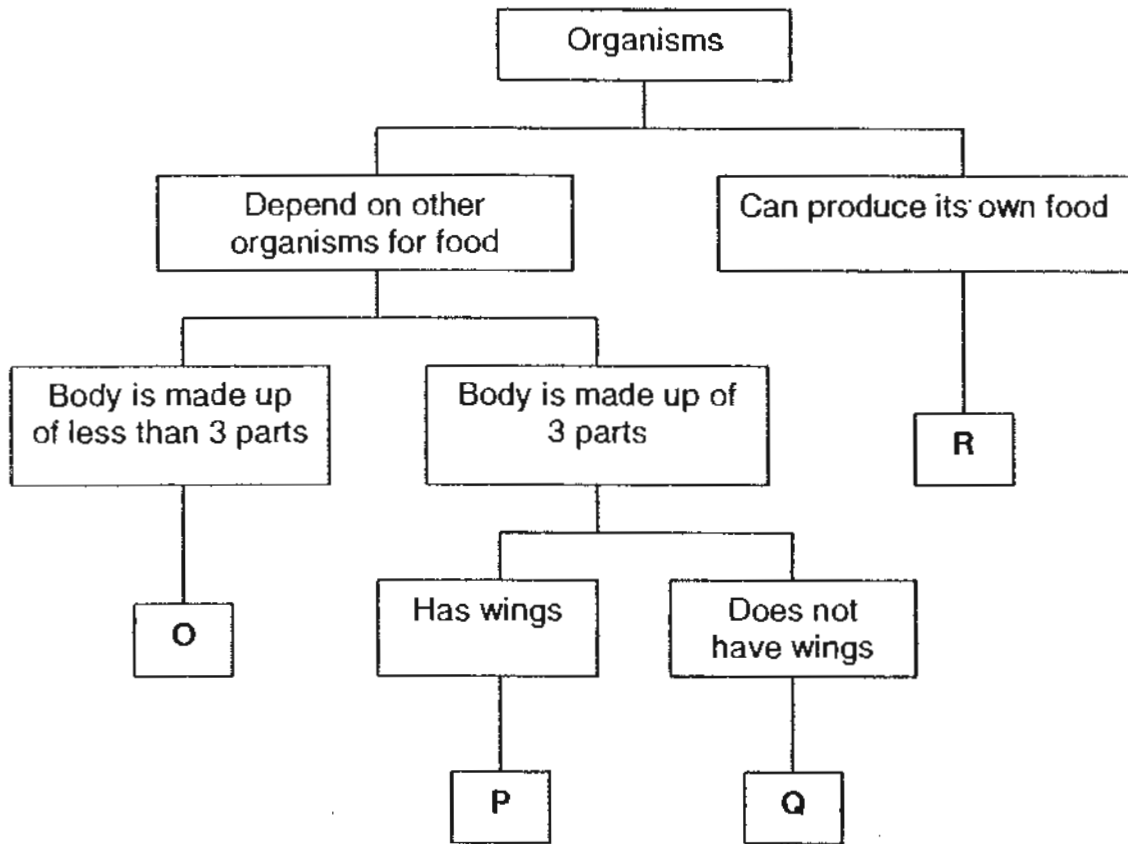 Organisms
Depend on other
organisms for food
Can produce its own food
Body is made up
of less than 3 parts
Body is made up of
3 parts
R
Has wings
Does not
have wings
O
P
Q